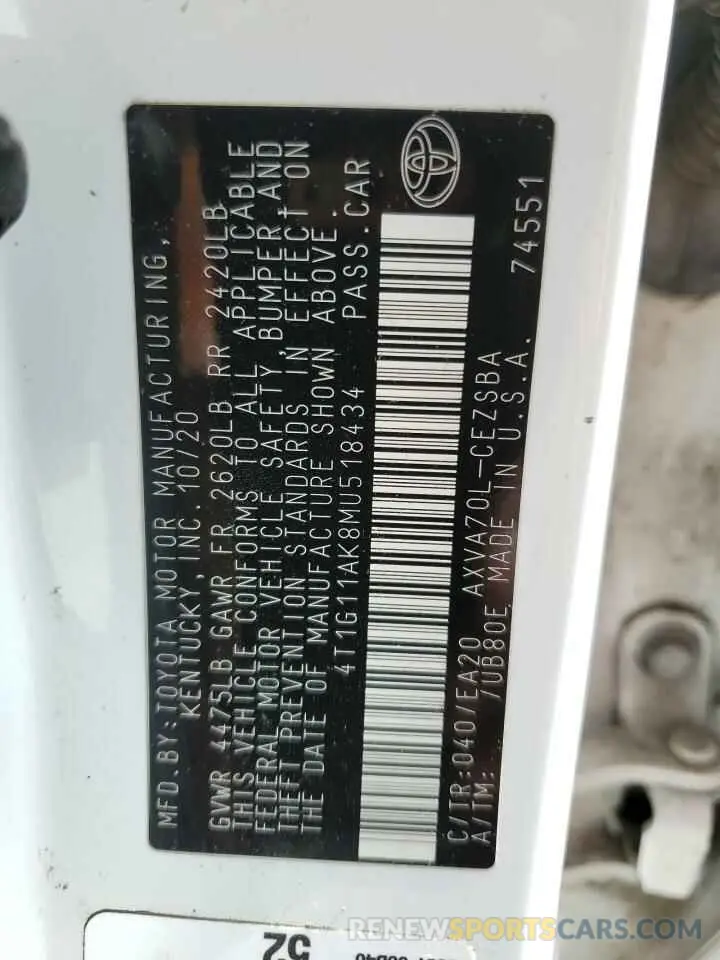 MFD.BY:TOYOTA MOTOR MANUFACTURING,
KENTUCKY,INC. 10/20
GVWR 4475LB GAWR FR 2620LB RR 2420LB
THIS VEHICLE CONFORMS TO ALL APPLICABLE
FEDERAL MOTOR VEHICLE SAFETY, BUMPER, AND
THEFT PREVENTION STANDARDS IN EFFECT ON
THE DATE OF MANUFACTURE SHOWN ABOVE.
4T1G11AK8MU518434 PASS.CAR
C/TR:040/EA20 AXVA70L-CEZSBA
A/TM: /UB80E MADE IN U.S.A. 74551
52
RENEWSPORTSCARS.COM